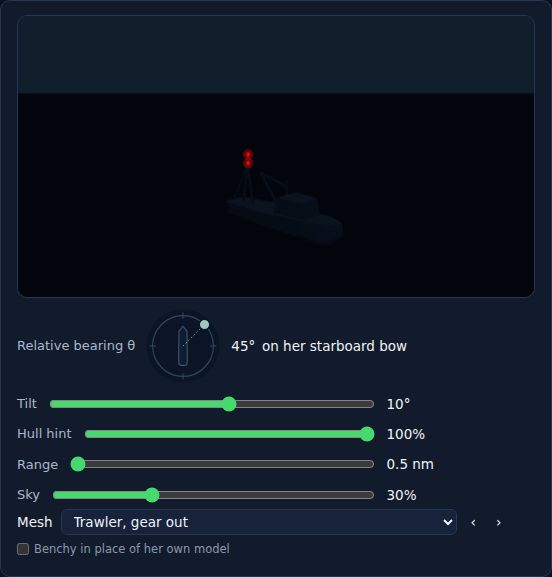 Relative bearing θ 45° on her starboard bow
Tilt 10°
Hull hint 100%
Range 0.5 nm
Sky 30%
Mesh Trawler, gear out ‹ ›
Benchy in place of her own model